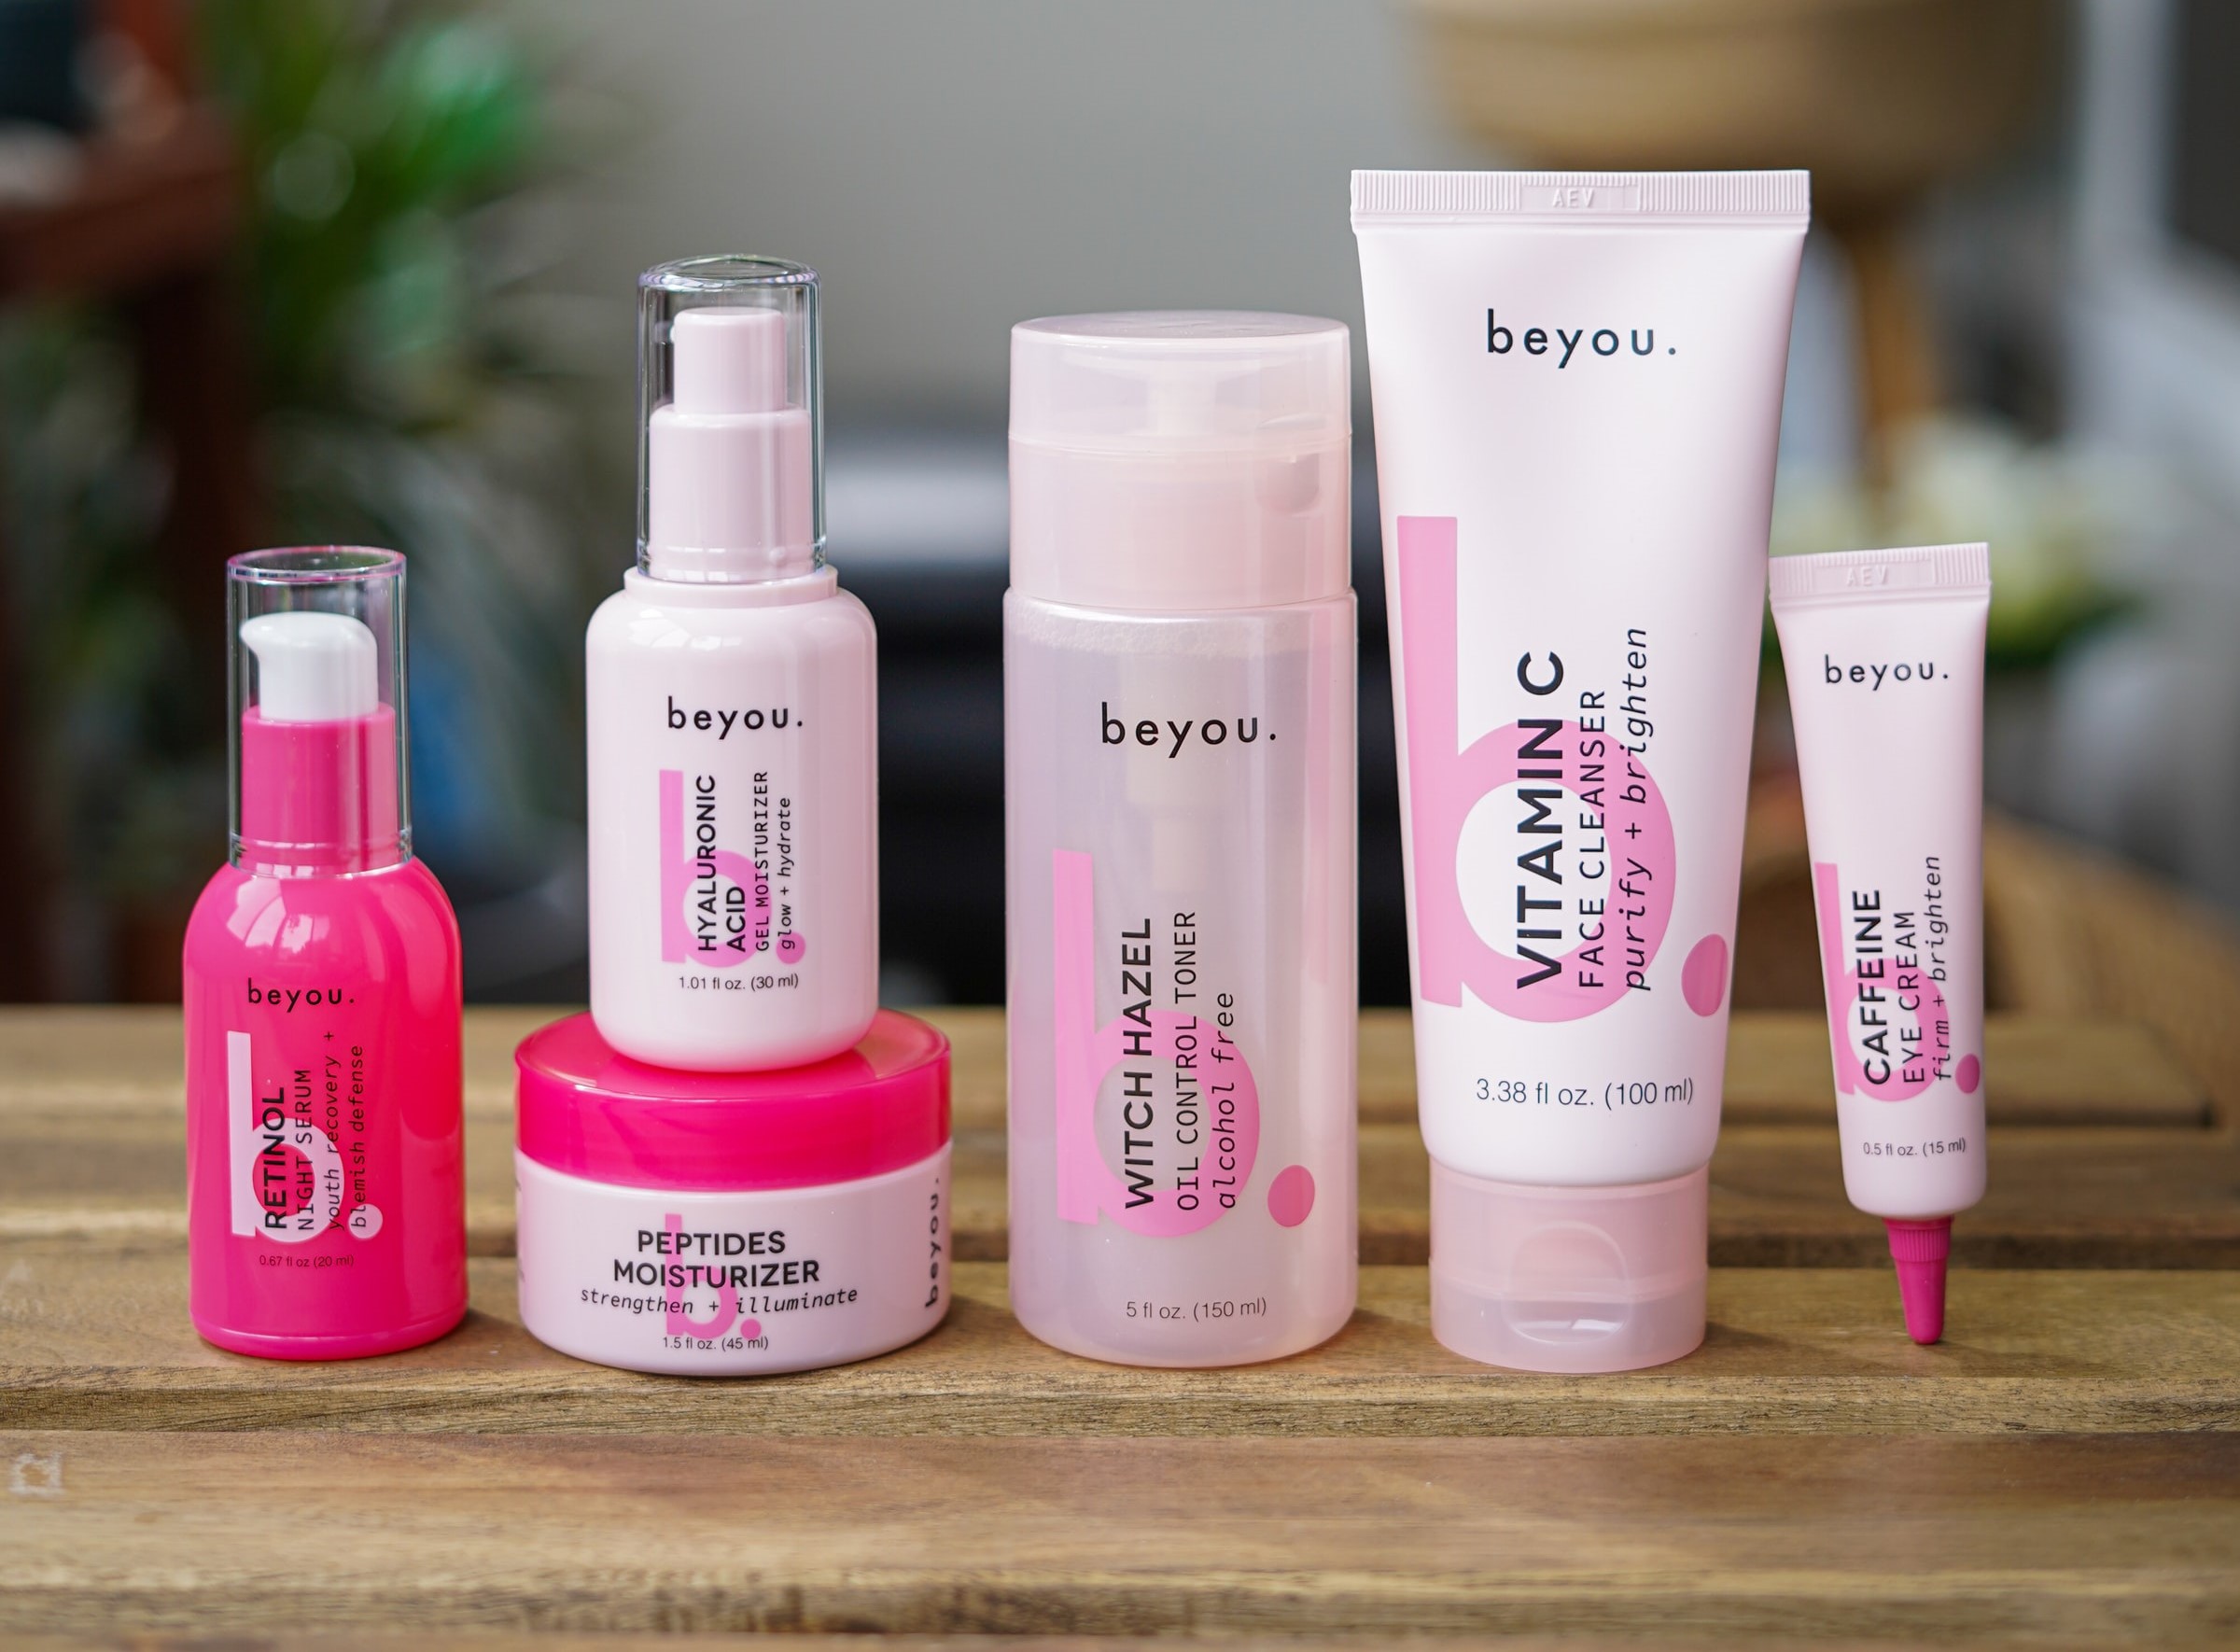 beyou.
RETINOL
NIGHT SERUM
youth recovery +
blemish defense
0.67 fl oz (20 ml)
beyou.
HYALURONIC
ACID
GEL MOISTURIZER
glow + hydrate
1.01 fl oz. (30 ml)
b.
PEPTIDES
MOISTURIZER
strengthen + illuminate
1.5 fl oz. (45 ml)
b.
beyou.
beyou.
WITCH HAZEL
OIL CONTROL TONER
alcohol free
5 fl oz. (150 ml)
b.
AEV
beyou.
VITAMIN C
FACE CLEANSER
purify + brighten
3.38 fl oz. (100 ml)
b.
AEV
beyou.
CAFFEINE
EYE CREAM
firm + brighten
0.5 fl oz. (15 ml)
b.
b.